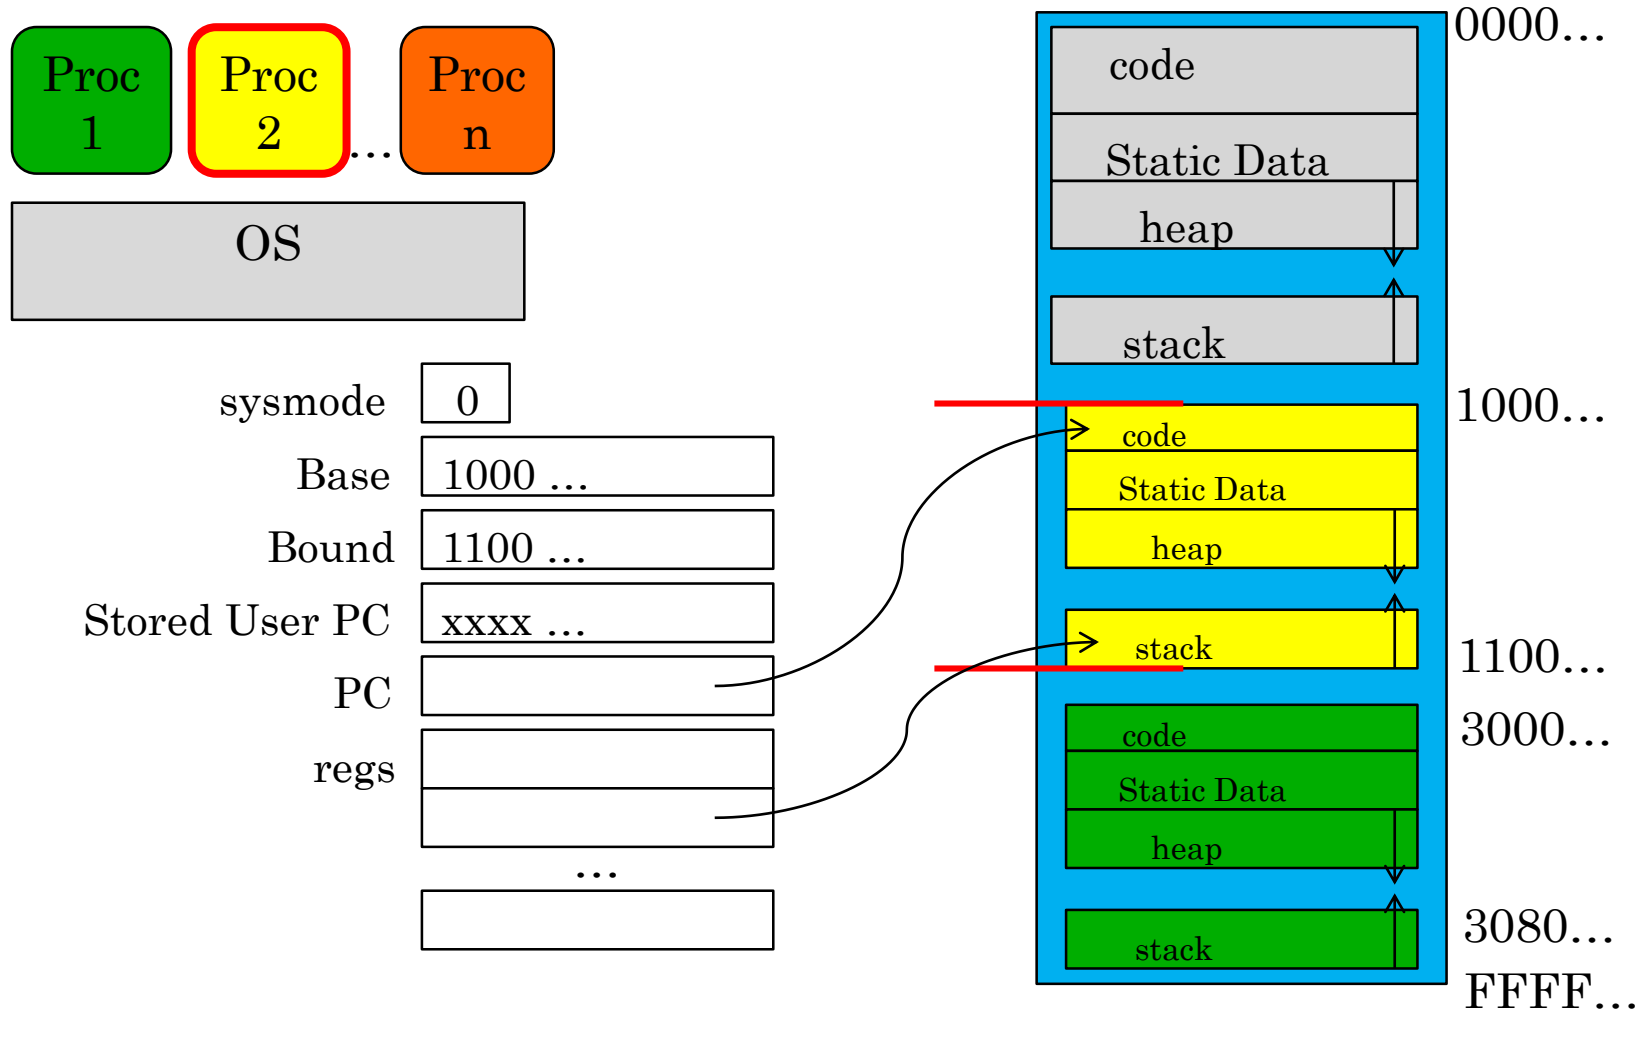 Proc
1
Proc
2
...
Proc
n
OS
sysmode 0
Base 1000 ...
Bound 1100 ...
Stored User PC xxxx ...
PC
regs
...
0000...
code
Static Data
heap
stack
1000...
code
Static Data
heap
stack
1100...
3000...
code
Static Data
heap
stack
3080...
FFFF...